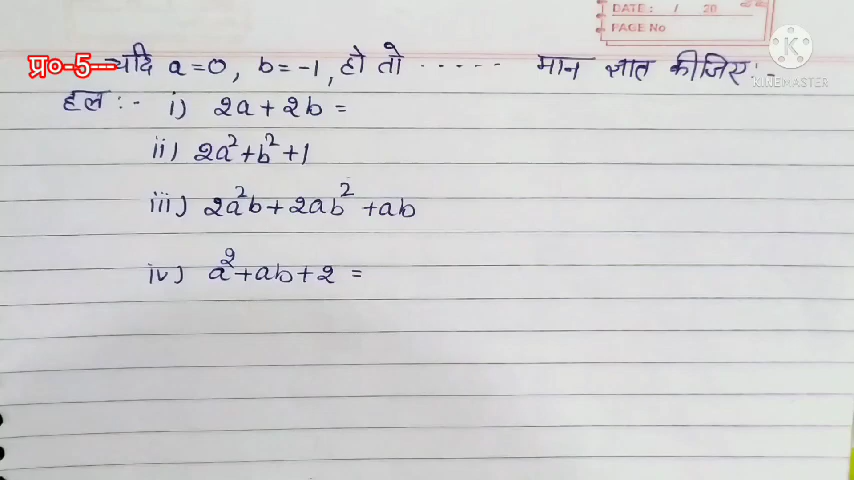 DATE: / 20
PAGE No
प्र०-5- यदि a = 0, b = -1, हो तो ..... मान ज्ञात कीजिए :-
KINEMASTER
हल :- i) 2a + 2b =
ii) 2a²+b²+1
iii) 2a²b + 2ab² + ab
iv) a²+ab+2 =